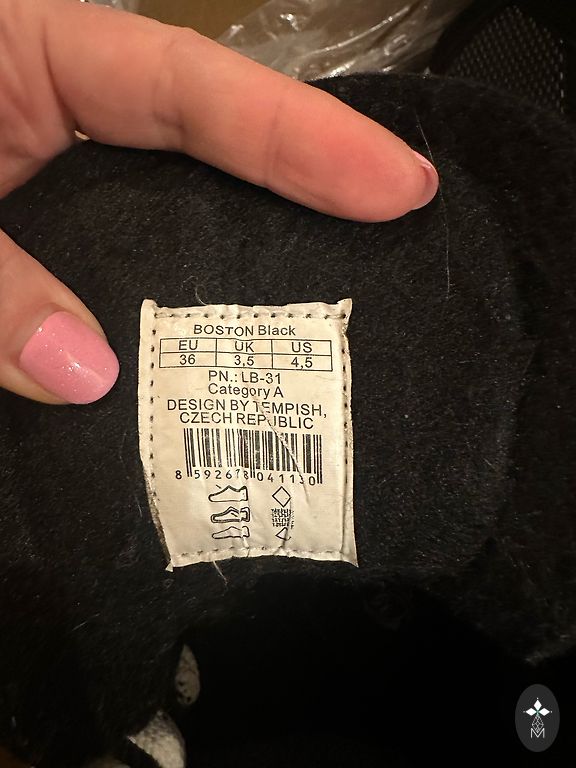 BOSTON Black
EU UK US
36 3,5 4,5
PN.: LB-31
Category A
DESIGN BY TEMPISH,
CZECH REPUBLIC
8 592678 041130
M